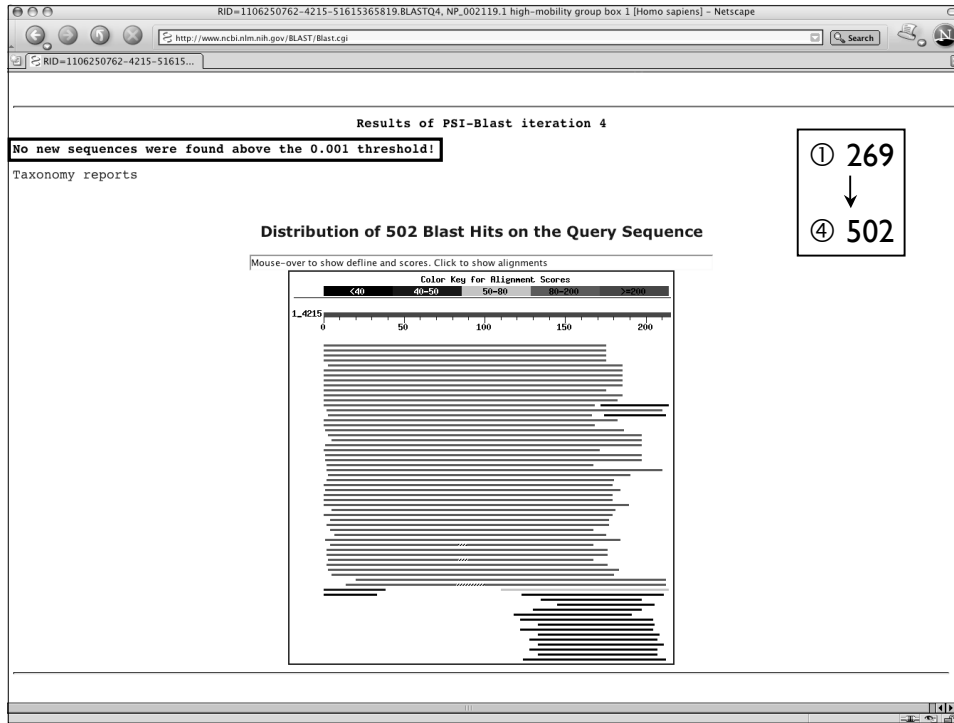 RID=1106250762-4215-51615365819.BLASTQ4, NP_002119.1 high-mobility group box 1 [Homo sapiens] - Netscape
http://www.ncbi.nlm.nih.gov/BLAST/Blast.cgi
Search
N
RID=1106250762-4215-51615...
Results of PSI-Blast iteration 4
No new sequences were found above the 0.001 threshold!
① 269
↓
④ 502
Taxonomy reports
Distribution of 502 Blast Hits on the Query Sequence
Mouse-over to show defline and scores. Click to show alignments
Color Key for Alignment Scores
<40 40-50 50-80 80-200 >=200
1_4215
0 50 100 150 200